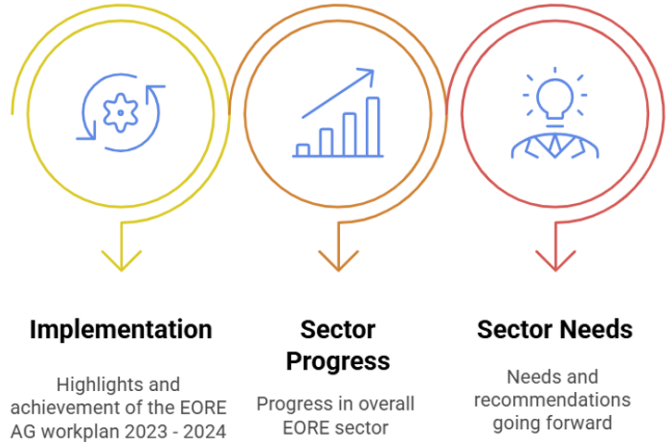 Implementation
Highlights and
achievement of the EORE
AG workplan 2023 - 2024
Sector
Progress
Progress in overall
EORE sector
Sector Needs
Needs and
recommendations
going forward